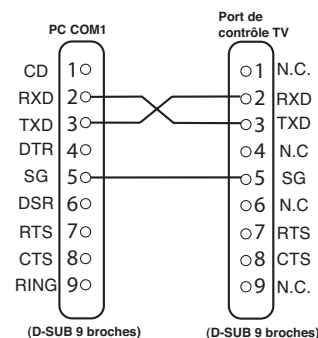 PC COM1
Port de
contrôle TV
CD 1 1 N.C.
RXD 2 2 RXD
TXD 3 3 TXD
DTR 4 4 N.C
SG 5 5 SG
DSR 6 6 N.C
RTS 7 7 RTS
CTS 8 8 CTS
RING 9 9 N.C.
(D-SUB 9 broches) (D-SUB 9 broches)